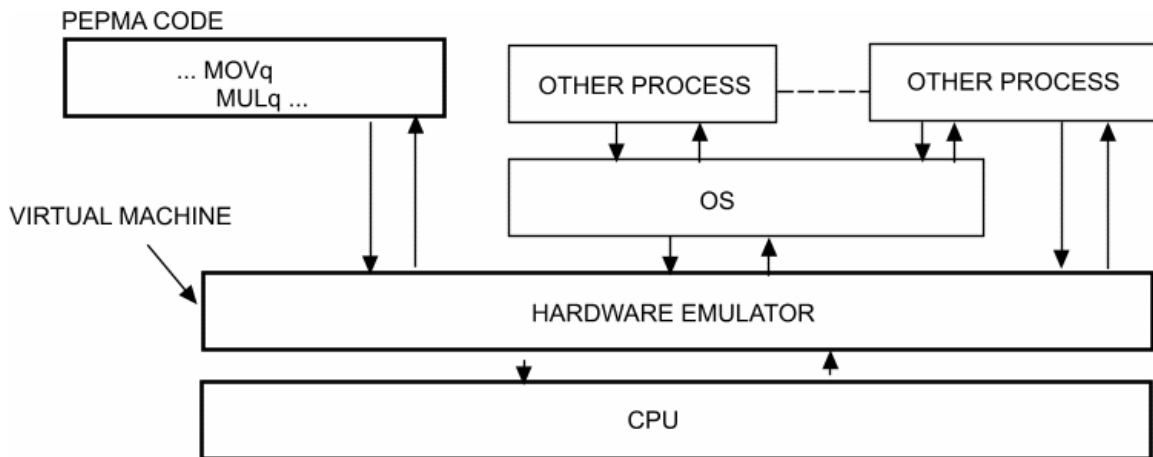 PEPMA CODE
... MOVq
MULq ...
OTHER PROCESS
OTHER PROCESS
OS
VIRTUAL MACHINE
HARDWARE EMULATOR
CPU